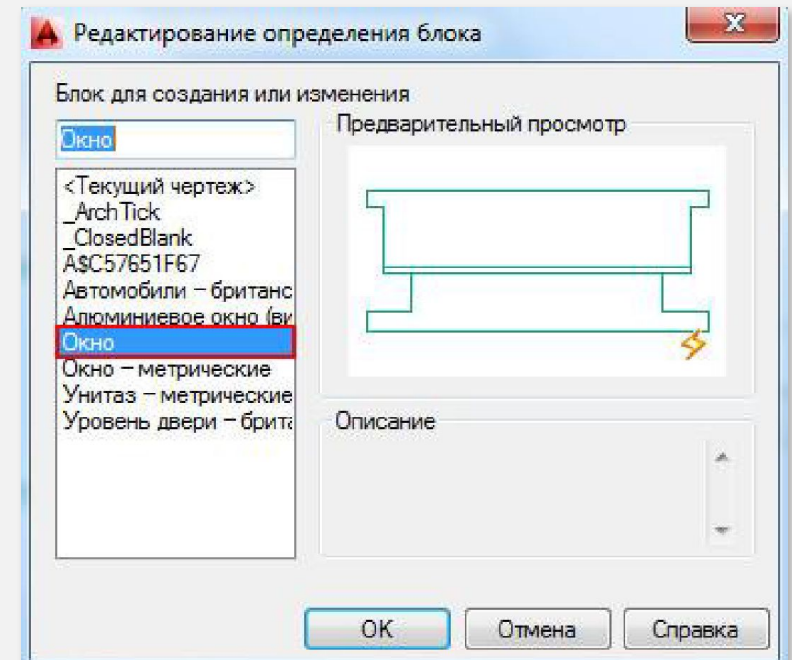 Редактирование определения блока
Блок для создания или изменения
Окно
<Текущий чертеж>
_ArchTick
_ClosedBlank
A$C57651F67
Автомобили – британс
Алюминиевое окно (ви
Окно
Окно – метрические
Унитаз – метрические
Уровень двери – брита
Предварительный просмотр
Описание
OK
Отмена
Справка